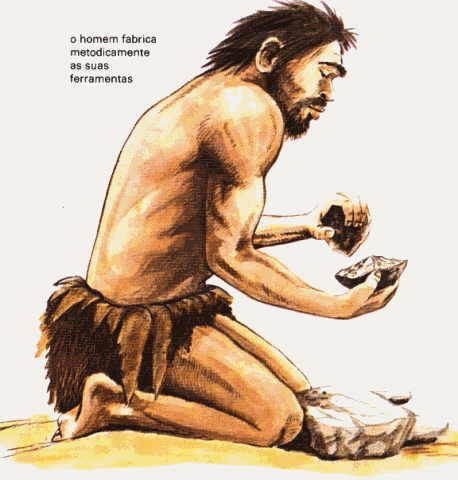 o homem fabrica
metodicamente
as suas
ferramentas